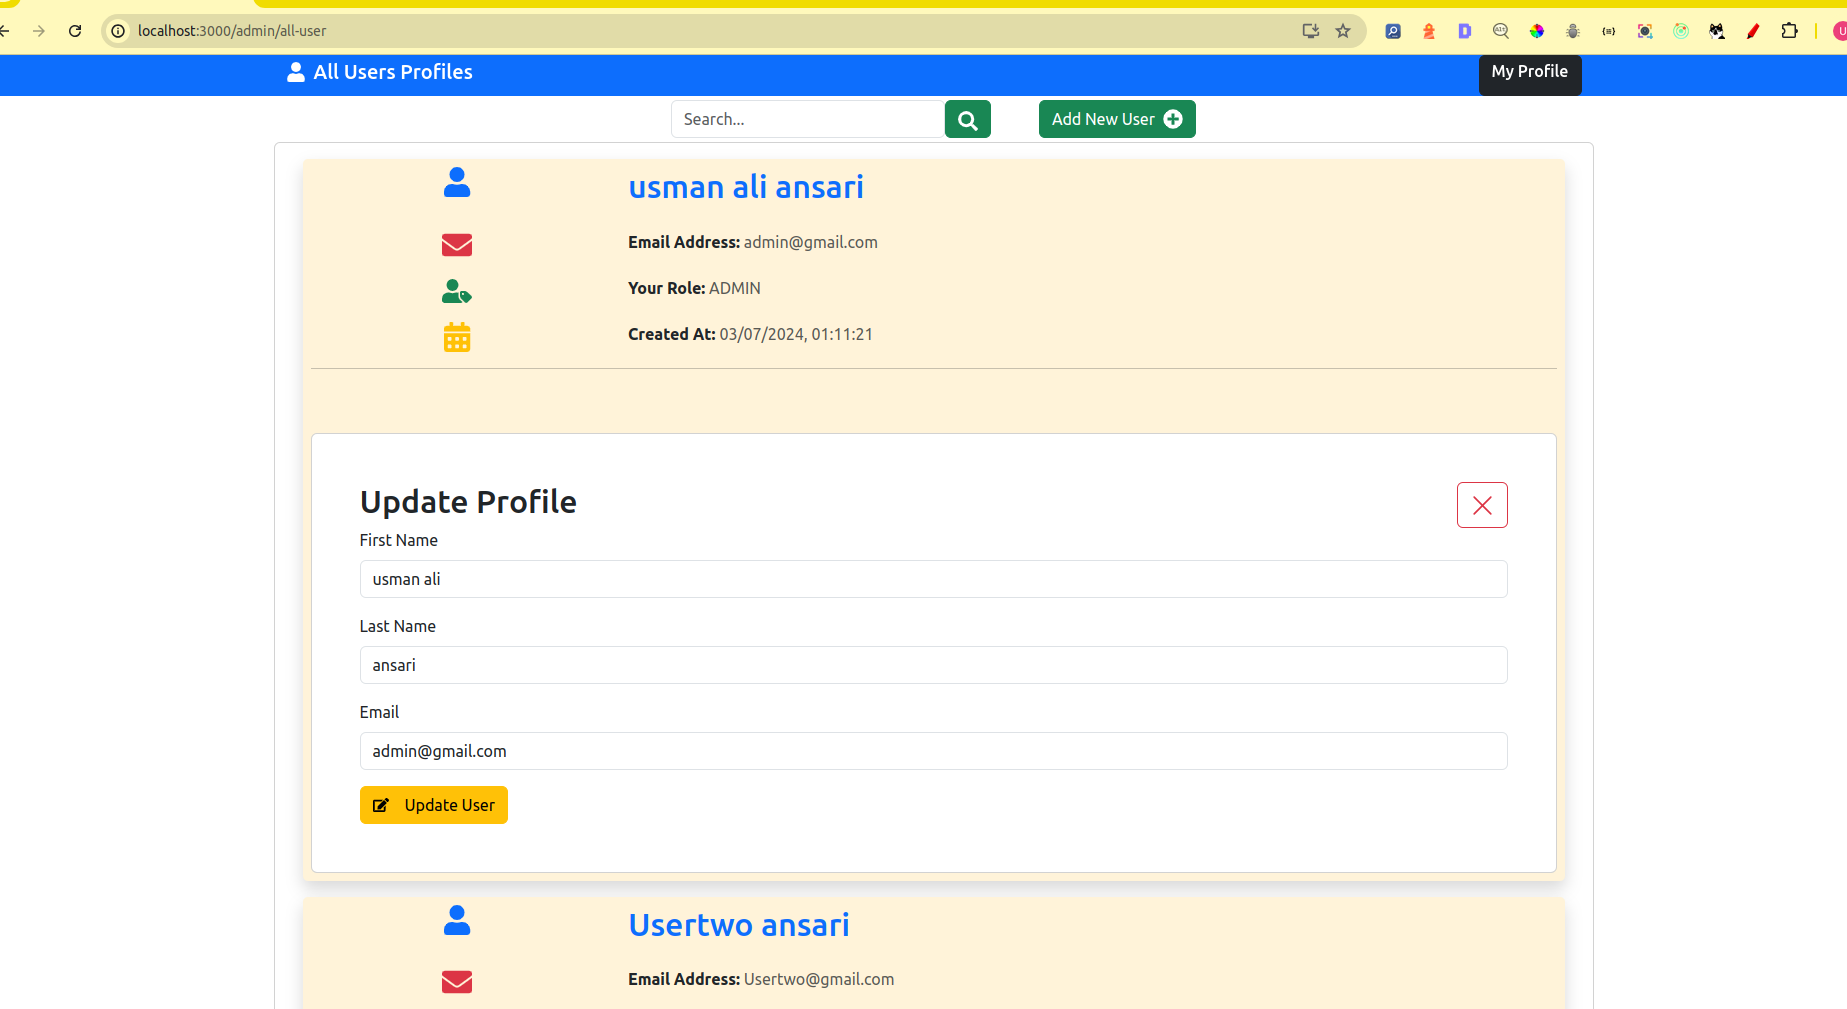 localhost:3000/admin/all-user
All Users Profiles
My Profile
Search...
Add New User
usman ali ansari
Email Address: admin@gmail.com
Your Role: ADMIN
Created At: 03/07/2024, 01:11:21
Update Profile
First Name
usman ali
Last Name
ansari
Email
admin@gmail.com
Update User
Usertwo ansari
Email Address: Usertwo@gmail.com